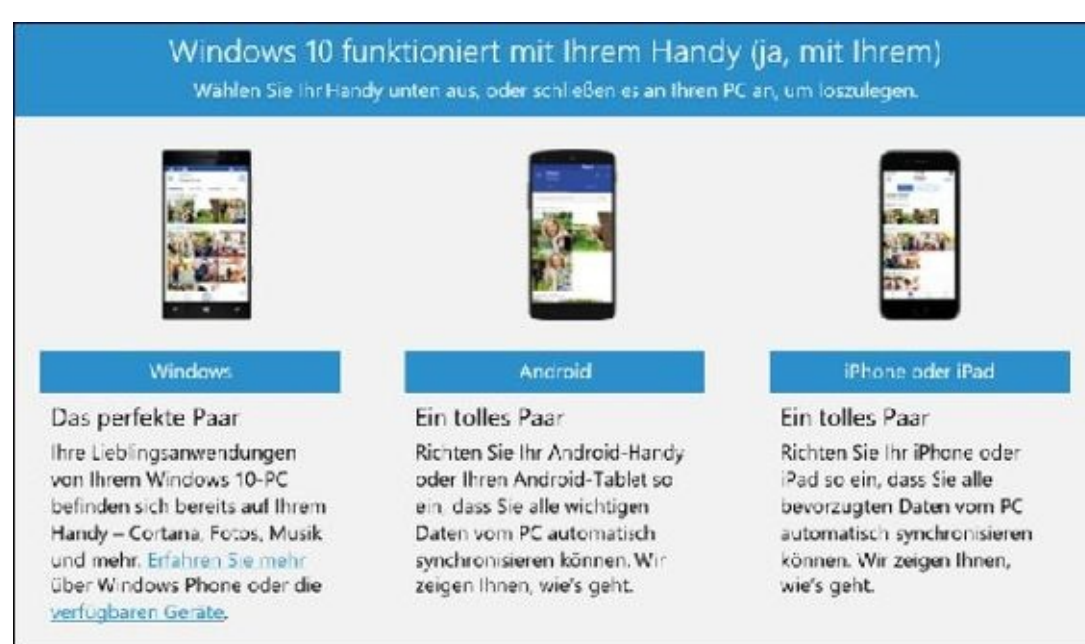 Windows 10 funktioniert mit Ihrem Handy (ja, mit Ihrem)
Wählen Sie Ihr Handy unten aus, oder schließen es an Ihren PC an, um loszulegen.
Windows
Das perfekte Paar
Ihre Lieblingsanwendungen
von Ihrem Windows 10-PC
befinden sich bereits auf Ihrem
Handy – Cortana, Fotos, Musik
und mehr. Erfahren Sie mehr
über Windows Phone oder die
verfügbaren Geräte.
Android
Ein tolles Paar
Richten Sie Ihr Android-Handy
oder Ihren Android-Tablet so
ein, dass Sie alle wichtigen
Daten vom PC automatisch
synchronisieren können. Wir
zeigen Ihnen, wie's geht.
iPhone oder iPad
Ein tolles Paar
Richten Sie Ihr iPhone oder
iPad so ein, dass Sie alle
bevorzugten Daten vom PC
automatisch synchronisieren
können. Wir zeigen Ihnen,
wie's geht.